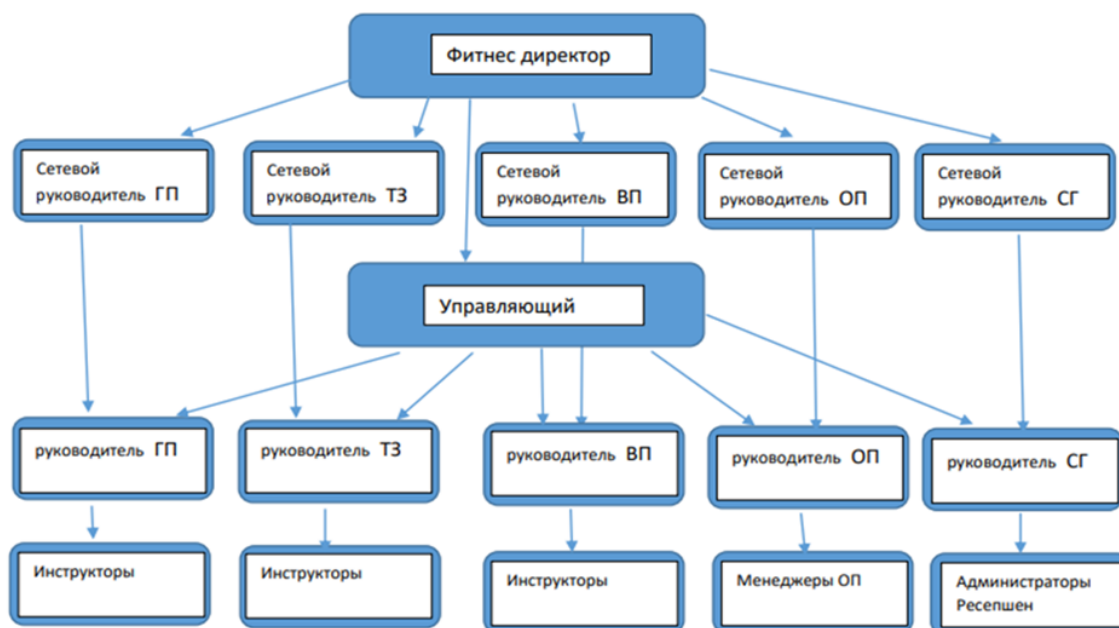 Фитнес директор
Сетевой
руководитель ГП
Сетевой
руководитель ТЗ
Сетевой
руководитель ВП
Сетевой
руководитель ОП
Сетевой
руководитель СГ
Управляющий
руководитель ГП
руководитель ТЗ
руководитель ВП
руководитель ОП
руководитель СГ
Инструкторы
Инструкторы
Инструкторы
Менеджеры ОП
Администраторы
Ресепшен